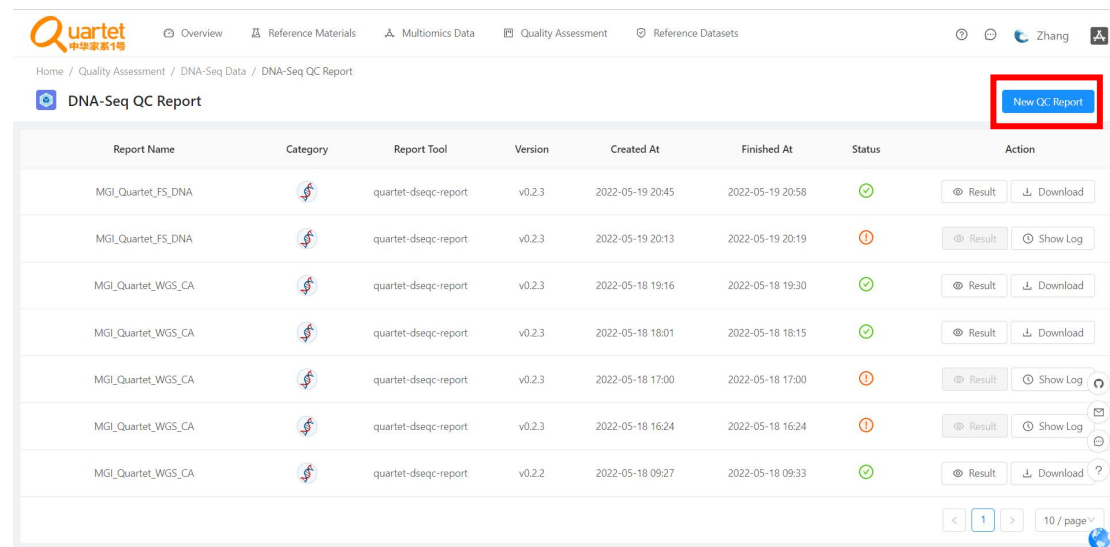 Quartet
中华家系1号
Overview Reference Materials Multiomics Data Quality Assessment Reference Datasets Zhang
Home / Quality Assessment / DNA-Seq Data / DNA-Seq QC Report
DNA-Seq QC Report New QC Report
Report Name Category Report Tool Version Created At Finished At Status Action
MGI_Quartet_FS_DNA quartet-dseqc-report v0.2.3 2022-05-19 20:45 2022-05-19 20:58 Result Download
MGI_Quartet_FS_DNA quartet-dseqc-report v0.2.3 2022-05-19 20:13 2022-05-19 20:19 Result Show Log
MGI_Quartet_WGS_CA quartet-dseqc-report v0.2.3 2022-05-18 19:16 2022-05-18 19:30 Result Download
MGI_Quartet_WGS_CA quartet-dseqc-report v0.2.3 2022-05-18 18:01 2022-05-18 18:15 Result Download
MGI_Quartet_WGS_CA quartet-dseqc-report v0.2.3 2022-05-18 17:00 2022-05-18 17:00 Result Show Log
MGI_Quartet_WGS_CA quartet-dseqc-report v0.2.3 2022-05-18 16:24 2022-05-18 16:24 Result Show Log
MGI_Quartet_WGS_CA quartet-dseqc-report v0.2.2 2022-05-18 09:27 2022-05-18 09:33 Result Download ?
< 1 > 10 / page